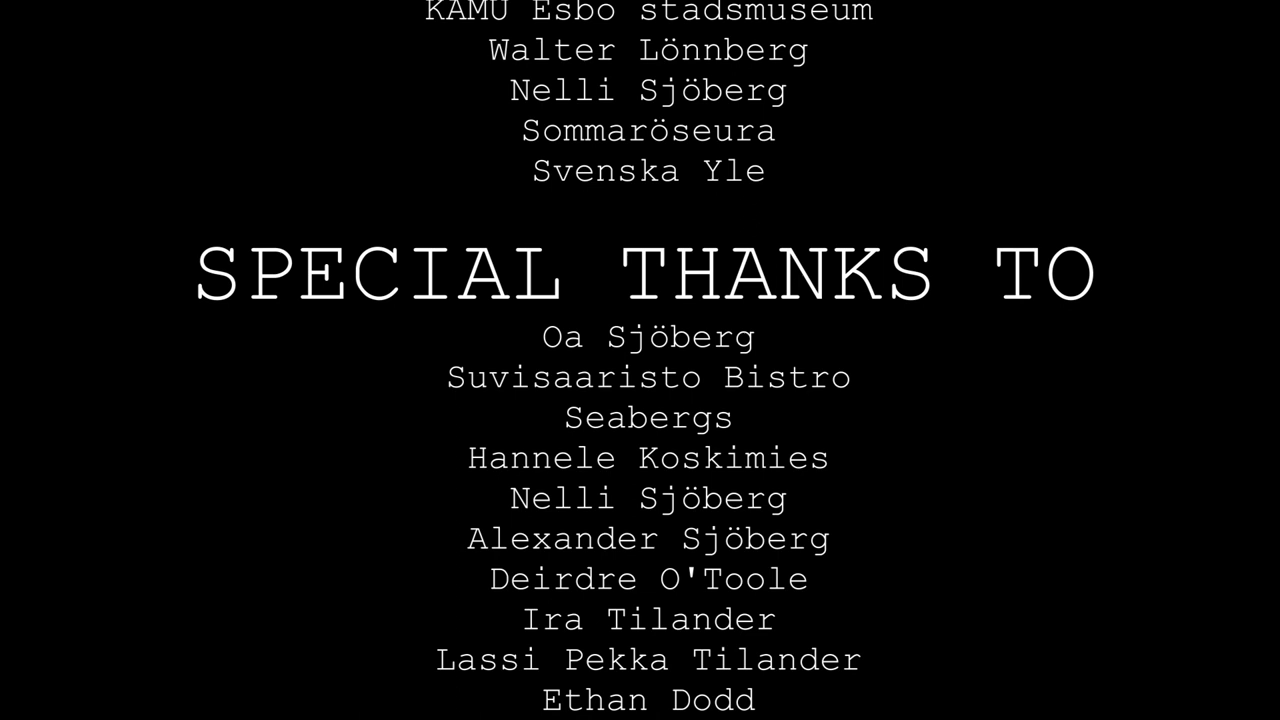 KAMU Esbo stadsmuseum
Walter Lönnberg
Nelli Sjöberg
Sommaröseura
Svenska Yle
SPECIAL THANKS TO
Oa Sjöberg
Suvisaaristo Bistro
Seabergs
Hannele Koskimies
Nelli Sjöberg
Alexander Sjöberg
Deirdre O'Toole
Ira Tilander
Lassi Pekka Tilander
Ethan Dodd